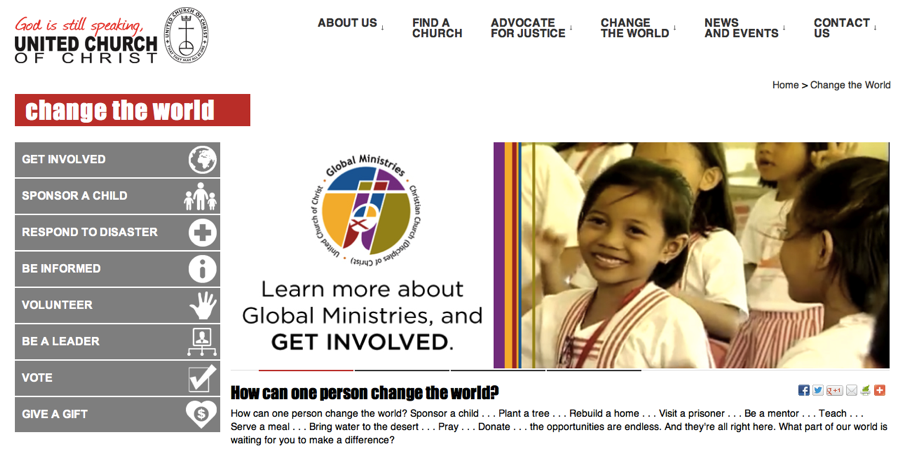 God is still speaking,
UNITED CHURCH
OF CHRIST
ABOUT US
FIND A
CHURCH
ADVOCATE
FOR JUSTICE
CHANGE
THE WORLD
NEWS
AND EVENTS
CONTACT
US
Home > Change the World
change the world
GET INVOLVED
SPONSOR A CHILD
RESPOND TO DISASTER
BE INFORMED
VOLUNTEER
BE A LEADER
VOTE
GIVE A GIFT
Global Ministries
United Church of Christ
Christian Church (Disciples of Christ)
Learn more about
Global Ministries, and
GET INVOLVED.
How can one person change the world?
How can one person change the world? Sponsor a child . . . Plant a tree . . . Rebuild a home . . . Visit a prisoner . . . Be a mentor . . . Teach . . .
Serve a meal . . . Bring water to the desert . . . Pray . . . Donate . . . the opportunities are endless. And they're all right here. What part of our world is
waiting for you to make a difference?